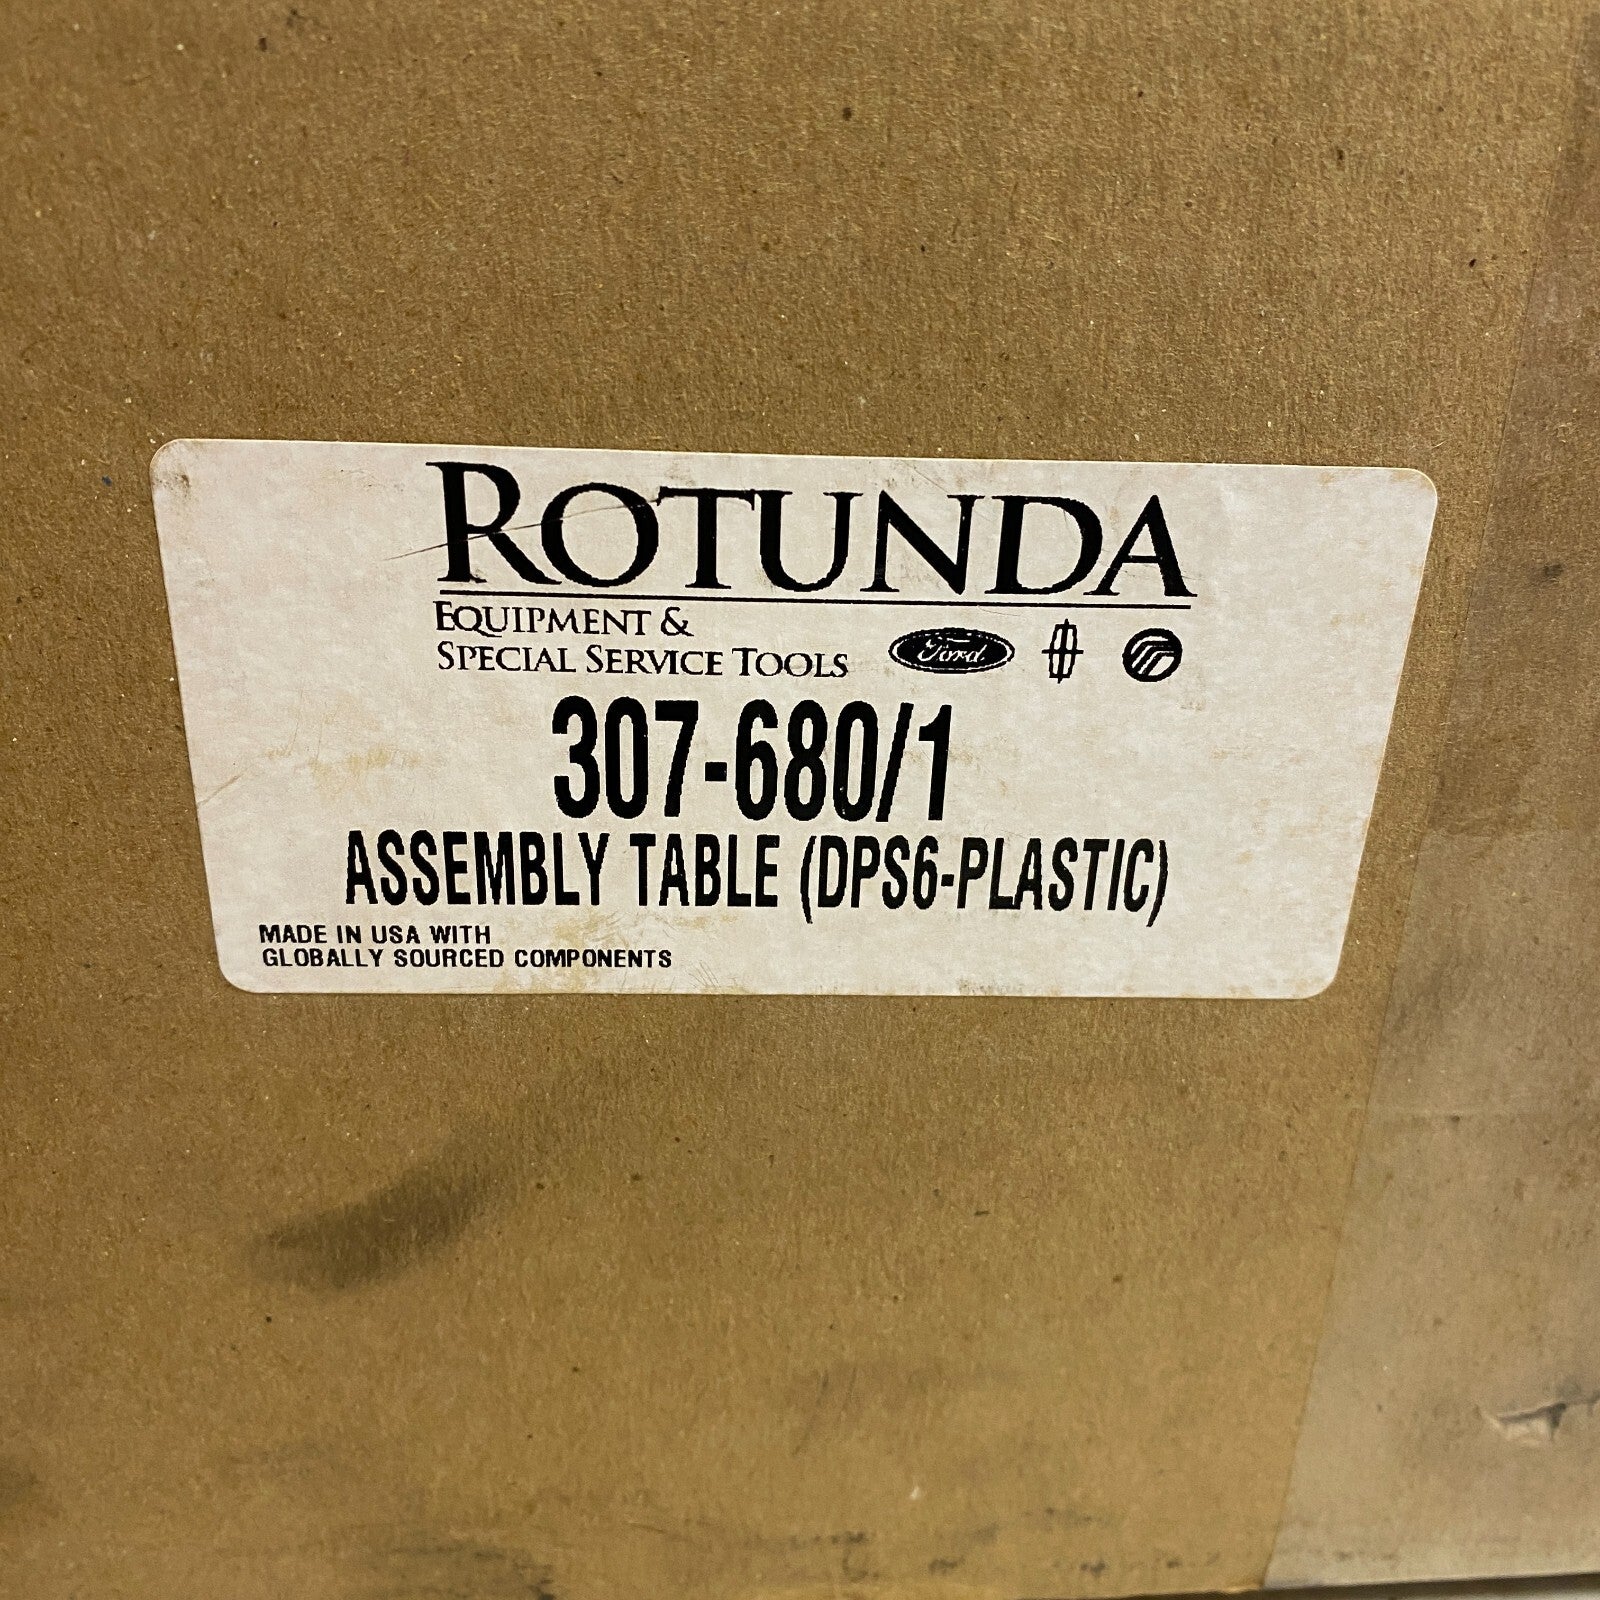 ROTUNDA
EQUIPMENT &
SPECIAL SERVICE TOOLS
Ford
307-680/1
ASSEMBLY TABLE (DPS6-PLASTIC)
MADE IN USA WITH
GLOBALLY SOURCED COMPONENTS